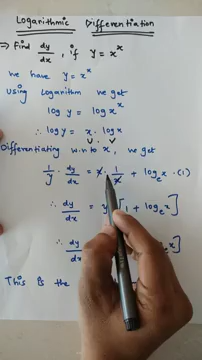 Logarithmic Differentiation
⇒ Find dy/dx, if y = x^x
We have y = x^x
Using Logarithm we get
log y = log x^x
∴ log y = x · log x
Differentiating w.r. to x, we get
1/y · dy/dx = x · 1/x + log_e x · (1)
∴ dy/dx = y [1 + log_e x]
∴ dy/dx x]
This is the